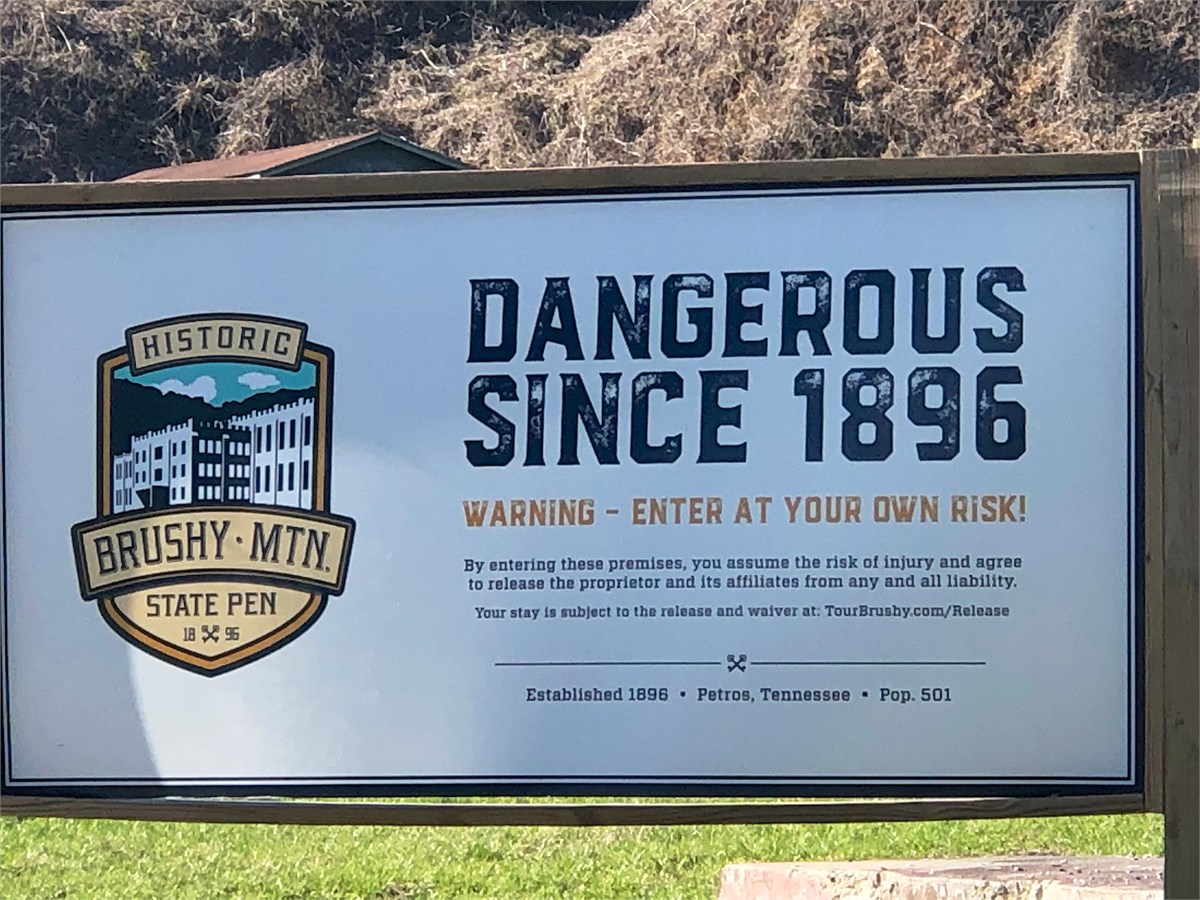 HISTORIC
BRUSHY · MTN.
STATE PEN
18 96
DANGEROUS
SINCE 1896
WARNING - ENTER AT YOUR OWN RISK!
By entering these premises, you assume the risk of injury and agree
to release the proprietor and its affiliates from any and all liability.
Your stay is subject to the release and waiver at: TourBrushy.com/Release
Established 1896 • Petros, Tennessee • Pop. 501